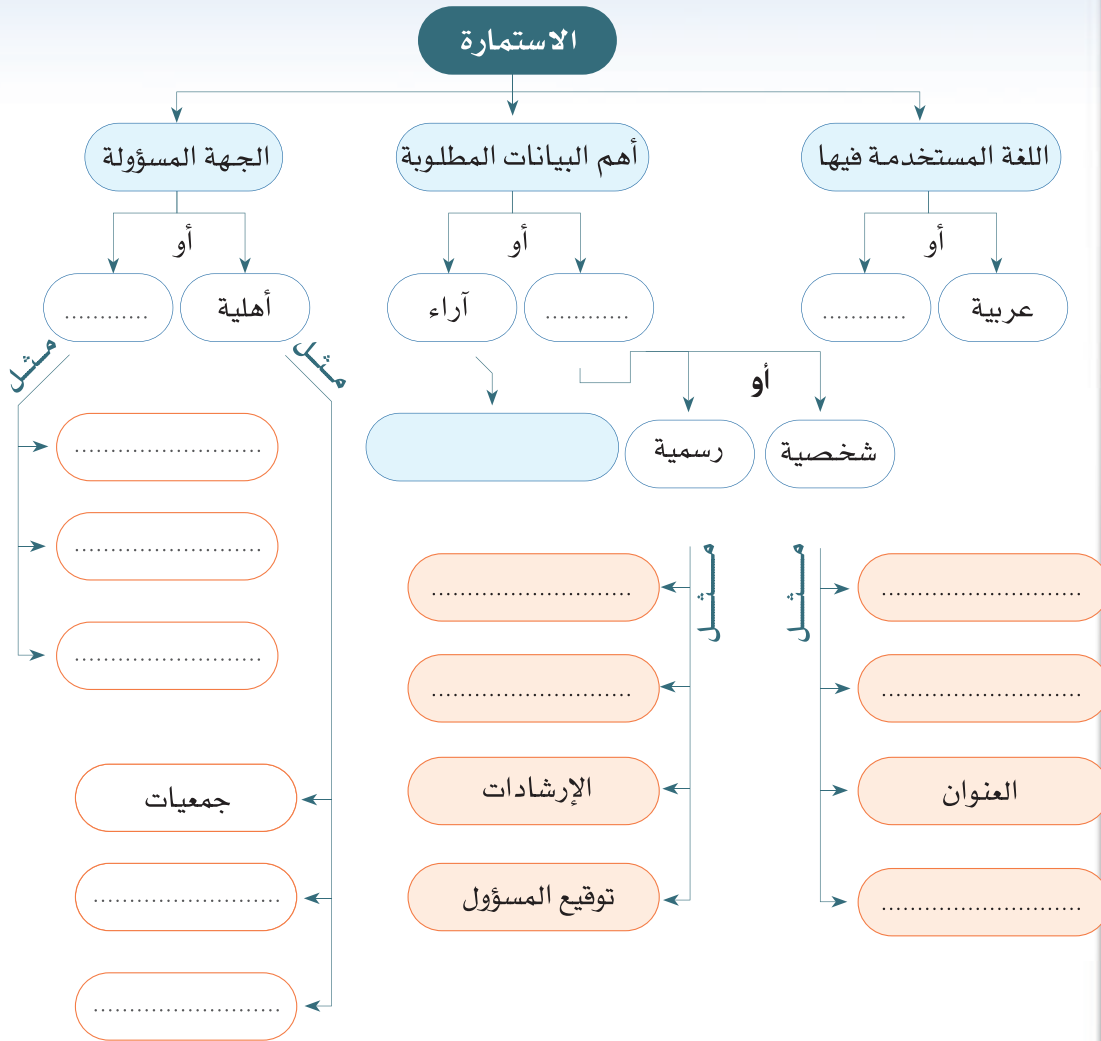 الاستمارة
اللغة المستخدمة فيها
أهم البيانات المطلوبة
الجهة المسؤولة
أو
أو
أو
عربية
............
............
آراء
أهلية
............
مثل
مثل
أو
شخصية
رسمية
..........................
..........................
..........................
مثل
مثل
............................
............................
............................
............................
العنوان
الإرشادات
جمعيات
............................
توقيع المسؤول
..........................
..........................